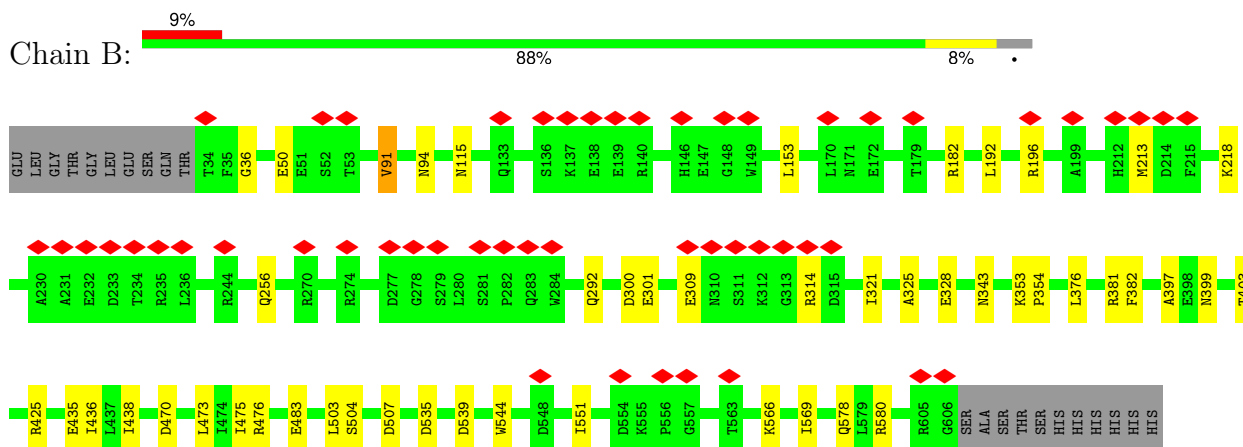 9%
Chain B:
88% 8% •
GLU LEU GLY THR GLY LEU GLU SER GLN THR T34 F35 G36 E50 E51 S52 T53 V91 N94 N115 Q133 S136 K137 E138 E139 R140 H146 E147 G148 W149 L153 L170 N171 E172 T179 R182 L192 R196 A199 H212 M213 D214 F215 K218
A230 A231 E232 D233 T234 R235 L236 R244 Q256 R270 R274 D277 G278 S279 L280 S281 P282 Q283 W284 Q292 D300 E301 E309 N310 S311 K312 G313 R314 D315 I321 A325 E328 N343 K353 P354 L376 R381 F382 A397 E398 N399 T403
R425 E435 I436 L437 I438 D470 L473 I474 I475 R476 E483 L503 S504 D507 D535 D539 W544 D548 I551 D554 K555 P556 G557 T563 K566 I569 Q578 L579 R580 R605 G606 SER ALA SER THR SER HIS HIS HIS HIS HIS HIS